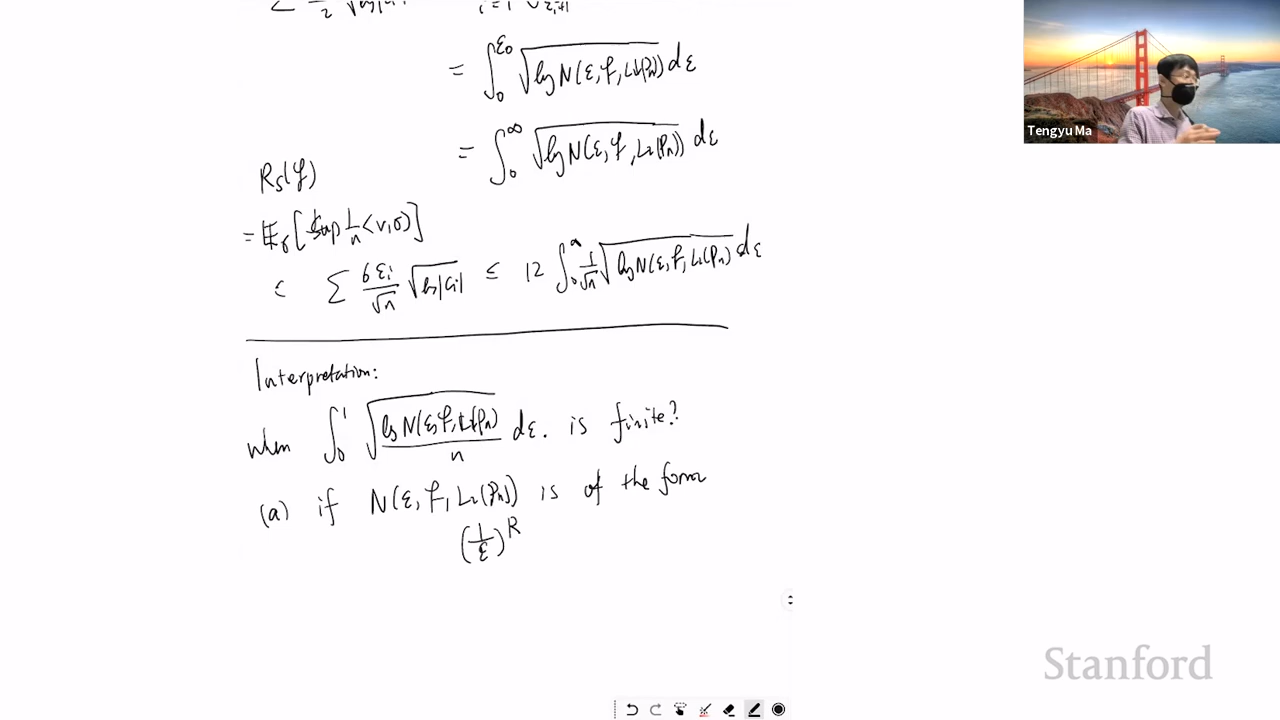 = ∫₀^ε₀ √(log N(ε, F, L₂(Pₙ))) dε
= ∫₀^∞ √(log N(ε, F, L₂(Pₙ))) dε
R_S(F)
= E_σ[sup 1/n <v, σ>]
≤ Σ 6ε_i/√n √(log|C_i|) ≤ 12 ∫₀^∞ 1/√n √(log N(ε, F, L₂(Pₙ))) dε
Interpretation:
when ∫₀¹ √(log N(ε, F, L₂(Pₙ))/n) dε. is finite?
(a) if N(ε, F, L₂(Pₙ)) is of the form
(1/ε)^R
Tengyu Ma
Stanford